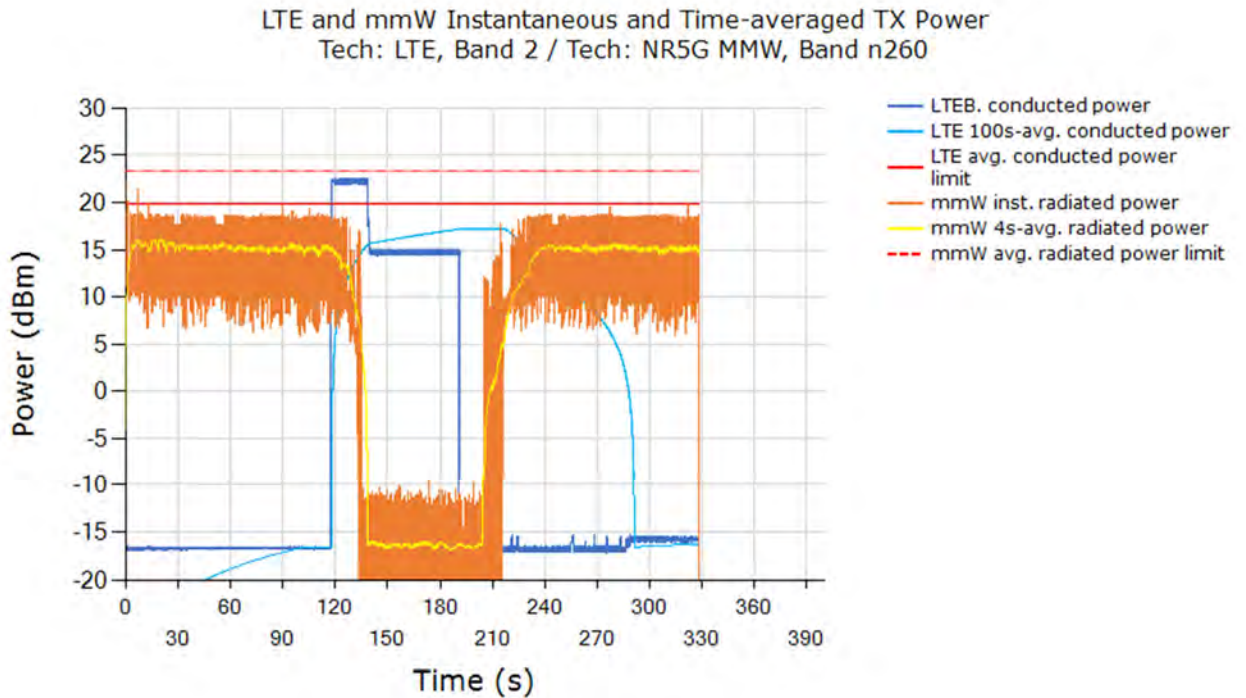 LTE and mmW Instantaneous and Time-averaged TX Power
Tech: LTE, Band 2 / Tech: NR5G MMW, Band n260
Power (dBm)
30
25
20
15
10
5
0
-5
-10
-15
-20
0
60
120
180
240
300
360
30
90
150
210
270
330
390
Time (s)
LTEB. conducted power
LTE 100s-avg. conducted power
LTE avg. conducted power
limit
mmW inst. radiated power
mmW 4s-avg. radiated power
mmW avg. radiated power limit